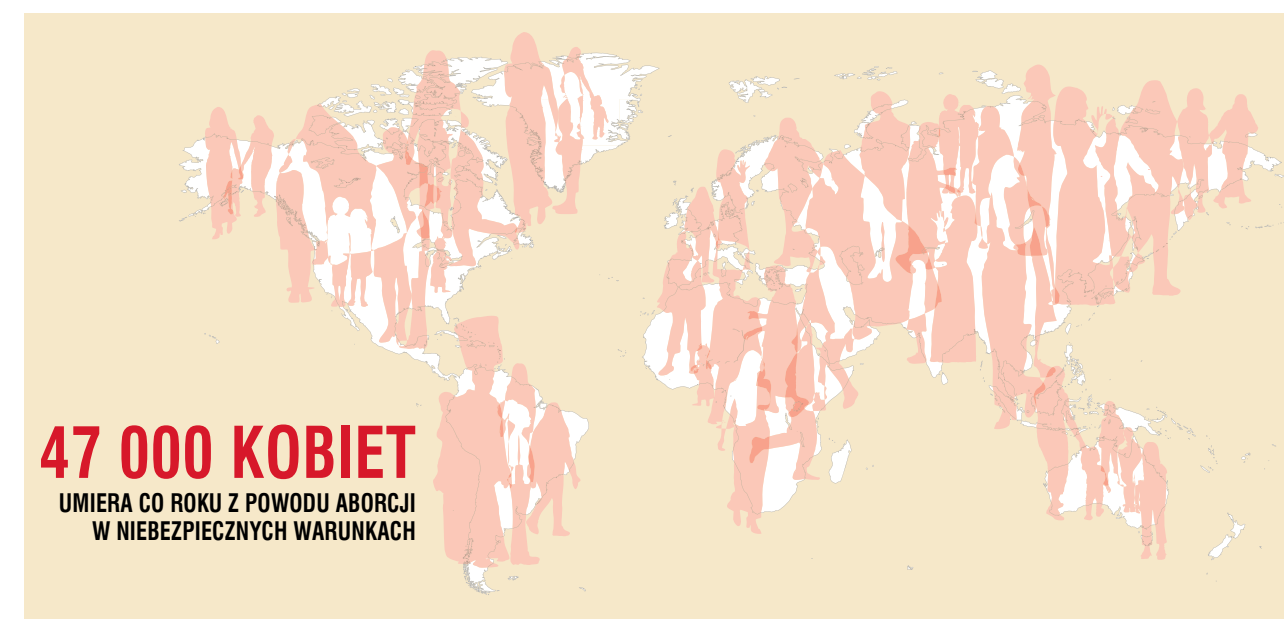 47 000 KOBIET
UMIERA CO ROKU Z POWODU ABORCJI
W NIEBEZPIECZNYCH WARUNKACH